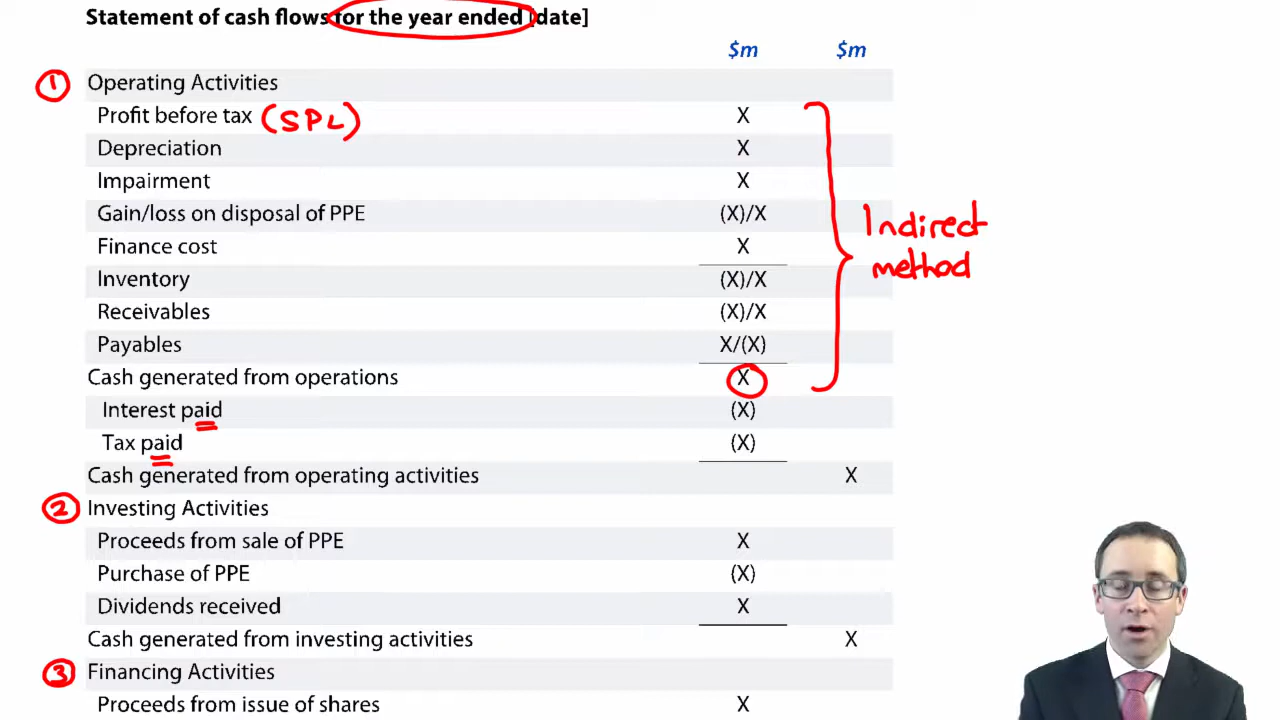 Statement of cash flows for the year ended [date]
$m $m
1 Operating Activities
Profit before tax (SPL) X
Depreciation X
Impairment X
Gain/loss on disposal of PPE (X)/X
Finance cost X
Inventory (X)/X
Receivables (X)/X
Payables X/(X)
Indirect
method
Cash generated from operations X
Interest paid (X)
Tax paid (X)
Cash generated from operating activities X
2 Investing Activities
Proceeds from sale of PPE X
Purchase of PPE (X)
Dividends received X
Cash generated from investing activities X
3 Financing Activities
Proceeds from issue of shares X